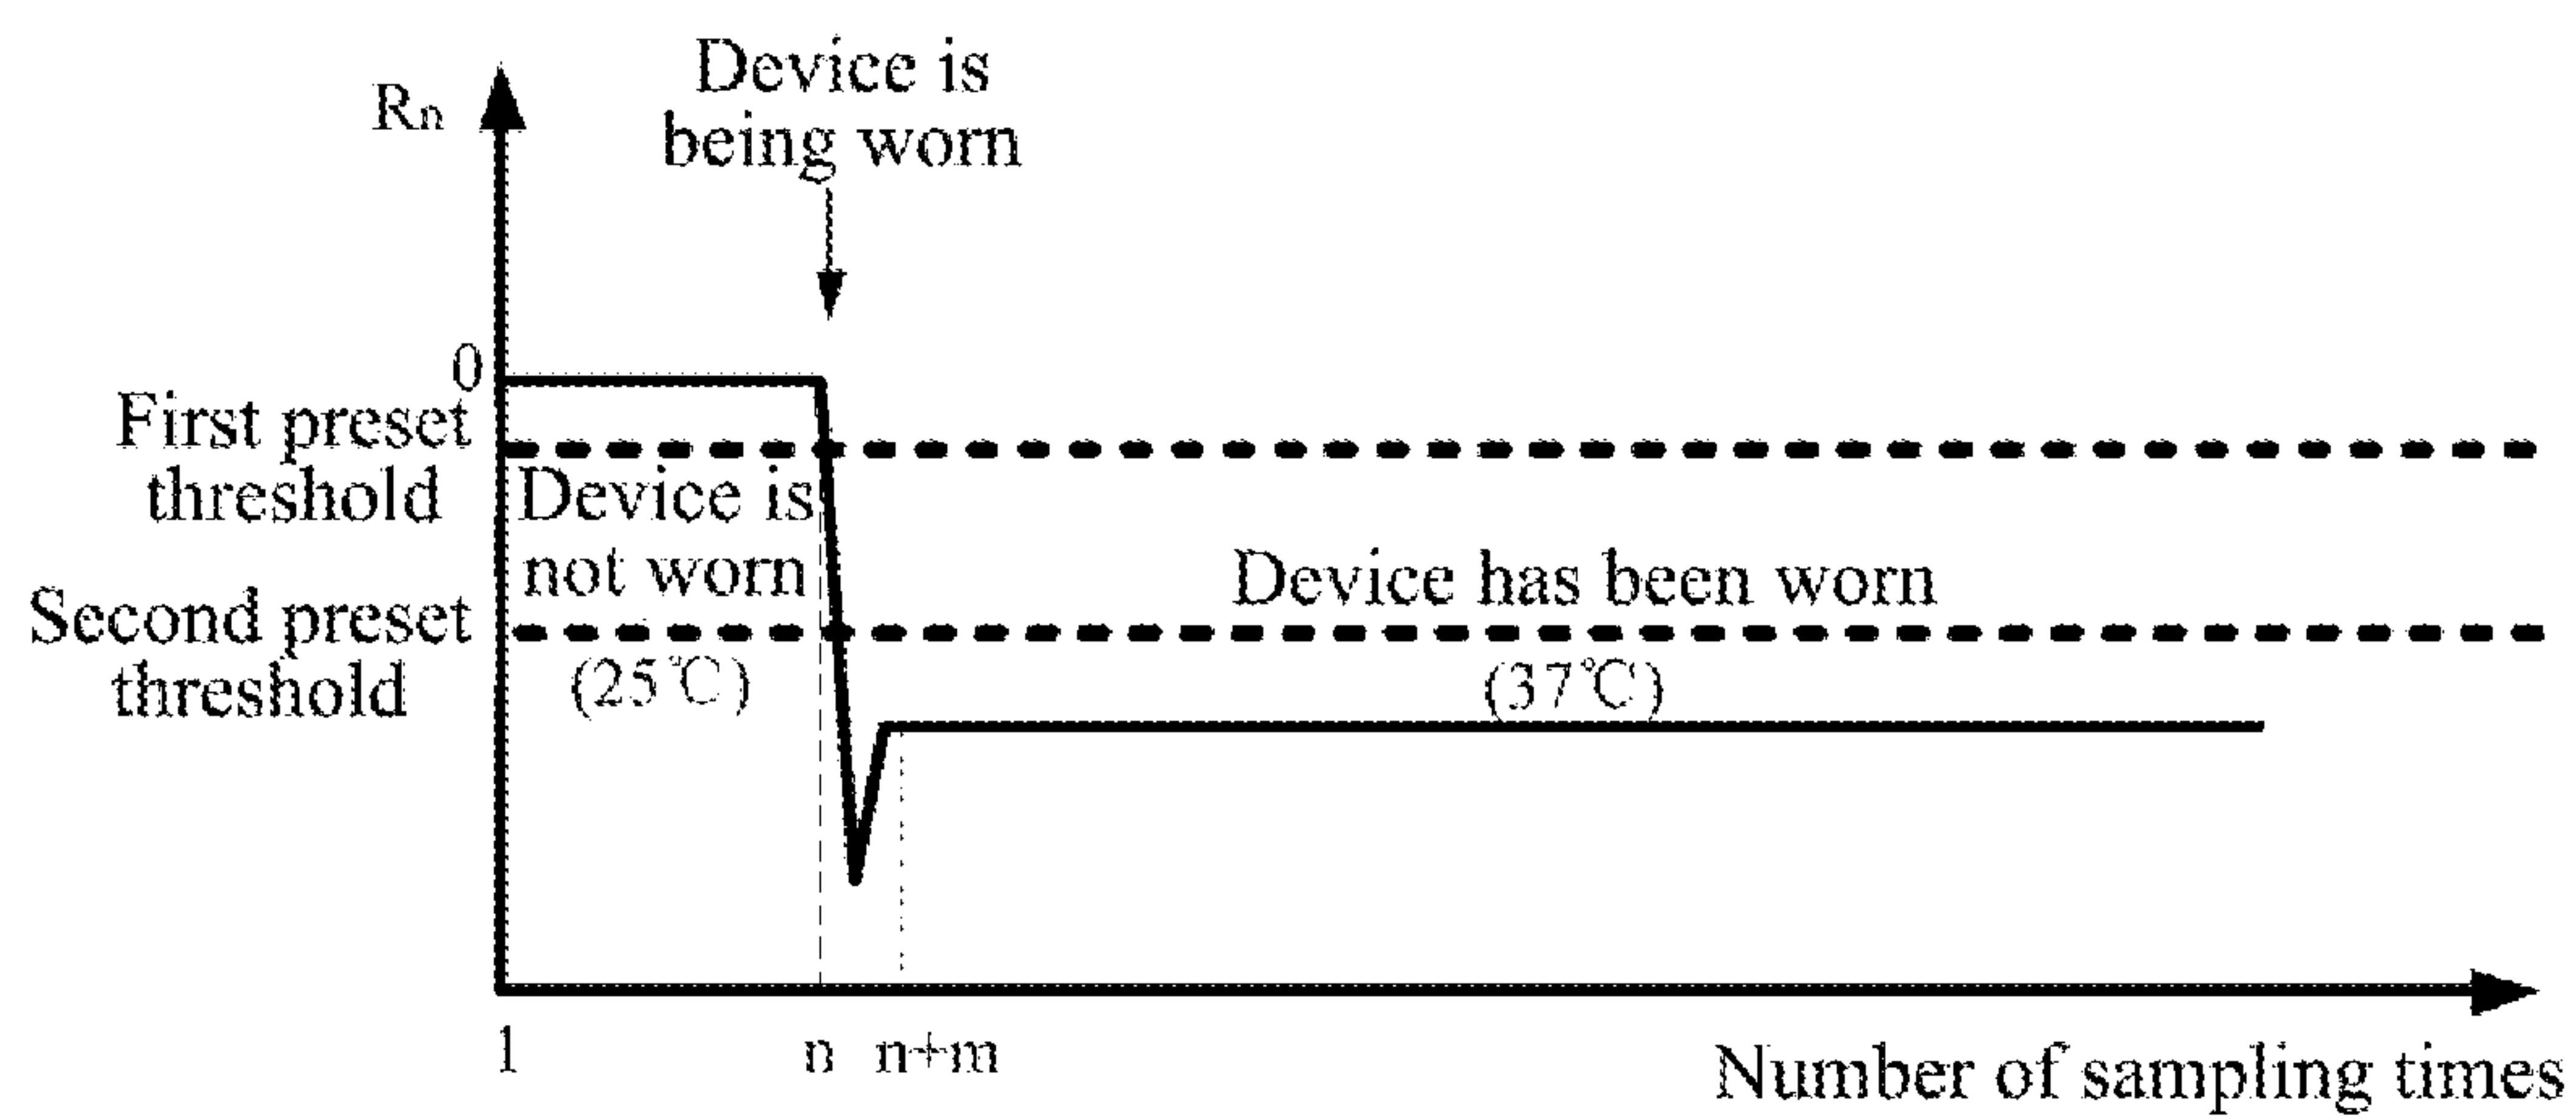 Device is
being worn
Rn
0
First preset
threshold
Device is
not worn
Second preset
threshold
(25℃)
Device has been worn
(37℃)
1
n
n+m
Number of sampling times